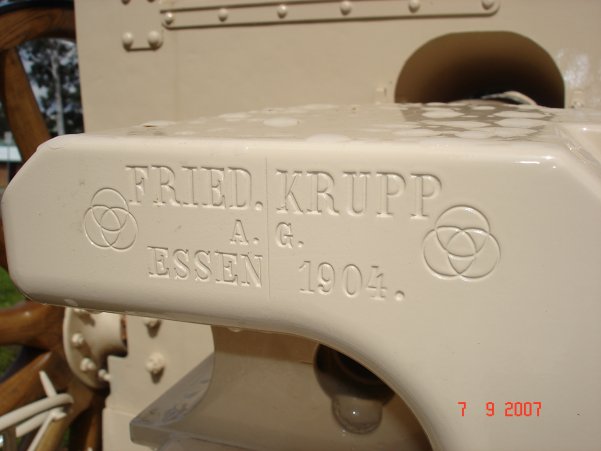 FRIED. KRUPP
A. G.
ESSEN 1904.
7 9 2007